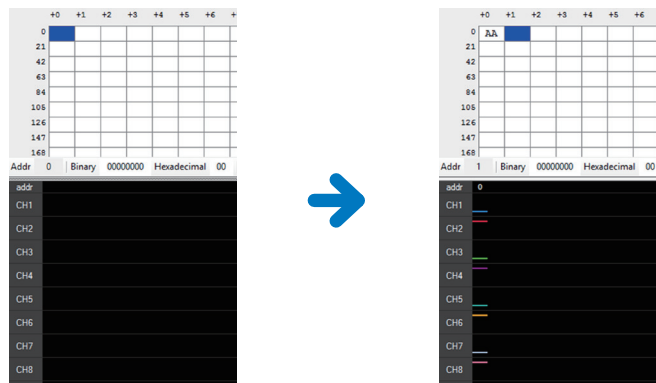 +0 +1 +2 +3 +4 +5 +6
0
21
42
63
84
105
126
147
168
Addr 0 Binary 00000000 Hexadecimal 00
addr
CH1
CH2
CH3
CH4
CH5
CH6
CH7
CH8
+0 +1 +2 +3 +4 +5 +6
0 AA
21
42
63
84
105
126
147
168
Addr 1 Binary 00000000 Hexadecimal 00
addr 0
CH1
CH2
CH3
CH4
CH5
CH6
CH7
CH8